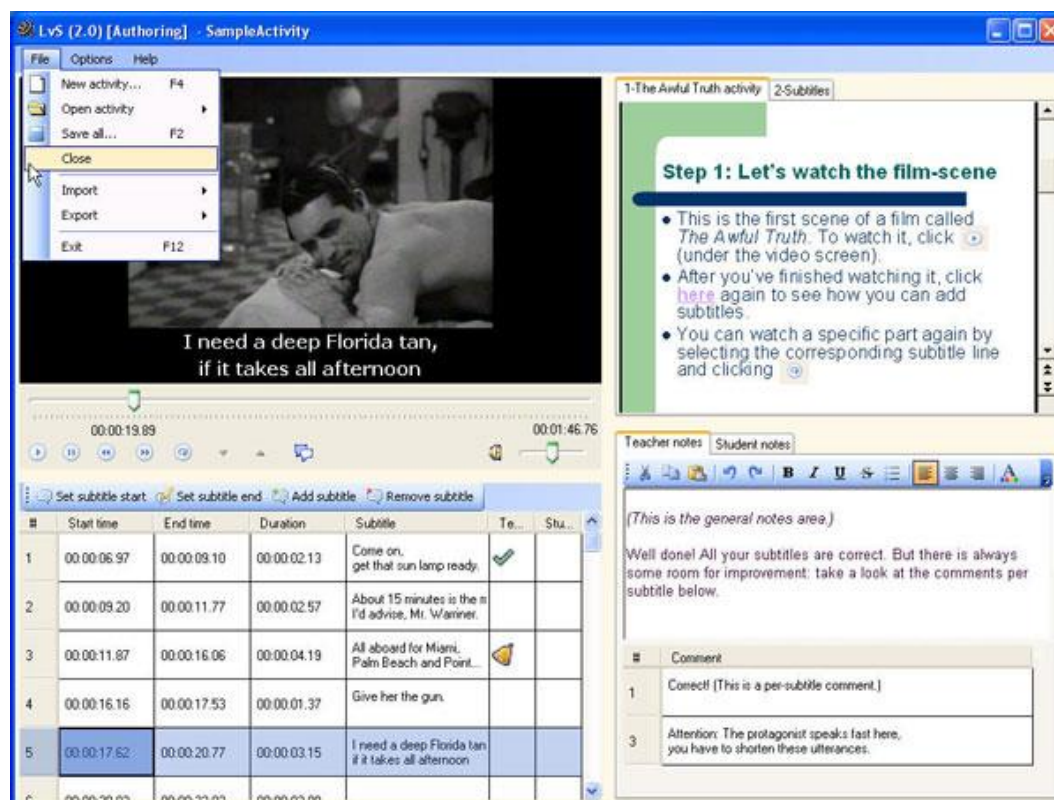 LvS (2.0) [Authoring] - SampleActivity
File Options Help
New activity... F4
Open activity
Save all... F2
Close
Import
Export
Exit F12
I need a deep Florida tan,
if it takes all afternoon
00:00:19.89 00:01:46.76
Set subtitle start Set subtitle end Add subtitle Remove subtitle
# Start time End time Duration Subtitle Te... Stu...
1 00:00:06.97 00:00:09.10 00:00:02.13 Come on,
get that sun lamp ready.
2 00:00:09.20 00:00:11.77 00:00:02.57 About 15 minutes is the m
I'd advise, Mr. Warriner.
3 00:00:11.87 00:00:16.06 00:00:04.19 All aboard for Miami,
Palm Beach and Point...
4 00:00:16.16 00:00:17.53 00:00:01.37 Give her the gun.
5 00:00:17.62 00:00:20.77 00:00:03.15 I need a deep Florida tan
if it takes all afternoon
1-The Awful Truth activity 2-Subtitles
Step 1: Let's watch the film-scene
• This is the first scene of a film called
The Awful Truth. To watch it, click
(under the video screen).
• After you've finished watching it, click
here again to see how you can add
subtitles.
• You can watch a specific part again by
selecting the corresponding subtitle line
and clicking
Teacher notes Student notes
B I U S A
(This is the general notes area.)
Well done! All your subtitles are correct. But there is always
some room for improvement: take a look at the comments per
subtitle below.
# Comment
1 Correct! (This is a per-subtitle comment.)
3 Attention: The protagonist speaks fast here,
you have to shorten these utterances.